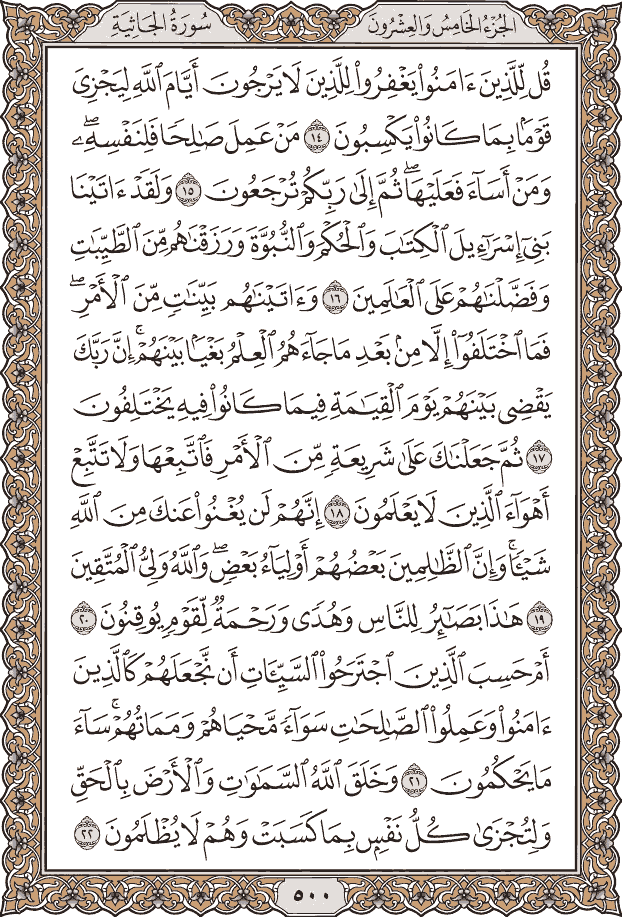 الجُزْءُ الخَامِسُ وَالعِشْرُونَ
سُورَةُ الجَاثِيَةِ
قُل لِّلَّذِينَ ءَامَنُوا۟ يَغْفِرُوا۟ لِلَّذِينَ لَا يَرْجُونَ أَيَّامَ ٱللَّهِ لِيَجْزِىَ
قَوْمًۢا بِمَا كَانُوا۟ يَكْسِبُونَ ١٤ مَنْ عَمِلَ صَٰلِحًا فَلِنَفْسِهِۦۖ
وَمَنْ أَسَآءَ فَعَلَيْهَاۖ ثُمَّ إِلَىٰ رَبِّكُمْ تُرْجَعُونَ ١٥ وَلَقَدْ ءَاتَيْنَا
بَنِىٓ إِسْرَٰٓءِيلَ ٱلْكِتَٰبَ وَٱلْحُكْمَ وَٱلنُّبُوَّةَ وَرَزَقْنَٰهُم مِّنَ ٱلطَّيِّبَٰتِ
وَفَضَّلْنَٰهُمْ عَلَى ٱلْعَٰلَمِينَ ١٦ وَءَاتَيْنَٰهُم بَيِّنَٰتٍ مِّنَ ٱلْأَمْرِۖ
فَمَا ٱخْتَلَفُوٓا۟ إِلَّا مِنۢ بَعْدِ مَا جَآءَهُمُ ٱلْعِلْمُ بَغْيًۢا بَيْنَهُمْۚ إِنَّ رَبَّكَ
يَقْضِى بَيْنَهُمْ يَوْمَ ٱلْقِيَٰمَةِ فِيمَا كَانُوا۟ فِيهِ يَخْتَلِفُونَ
١٧ ثُمَّ جَعَلْنَٰكَ عَلَىٰ شَرِيعَةٍ مِّنَ ٱلْأَمْرِ فَٱتَّبِعْهَا وَلَا تَتَّبِعْ
أَهْوَآءَ ٱلَّذِينَ لَا يَعْلَمُونَ ١٨ إِنَّهُمْ لَن يُغْنُوا۟ عَنكَ مِنَ ٱللَّهِ
شَيْـًٔاۚ وَإِنَّ ٱلظَّٰلِمِينَ بَعْضُهُمْ أَوْلِيَآءُ بَعْضٍۖ وَٱللَّهُ وَلِىُّ ٱلْمُتَّقِينَ
١٩ هَٰذَا بَصَٰٓئِرُ لِلنَّاسِ وَهُدًى وَرَحْمَةٌ لِّقَوْمٍ يُوقِنُونَ ٢٠
أَمْ حَسِبَ ٱلَّذِينَ ٱجْتَرَحُوا۟ ٱلسَّيِّـَٔاتِ أَن نَّجْعَلَهُمْ كَٱلَّذِينَ
ءَامَنُوا۟ وَعَمِلُوا۟ ٱلصَّٰلِحَٰتِ سَوَآءً مَّحْيَاهُمْ وَمَمَاتُهُمْۚ سَآءَ
مَا يَحْكُمُونَ ٢١ وَخَلَقَ ٱللَّهُ ٱلسَّمَٰوَٰتِ وَٱلْأَرْضَ بِٱلْحَقِّ
وَلِتُجْزَىٰ كُلُّ نَفْسٍۭ بِمَا كَسَبَتْ وَهُمْ لَا يُظْلَمُونَ ٢٢
٥٠٠